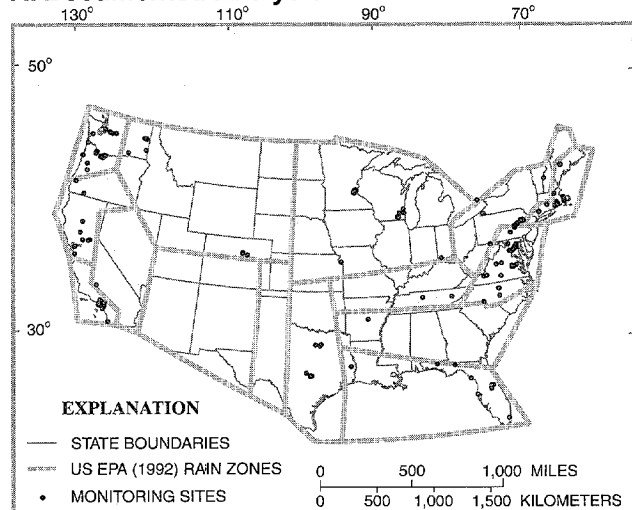 130° 110° 90° 70°
50°
30°
EXPLANATION
STATE BOUNDARIES
US EPA (1992) RAIN ZONES
MONITORING SITES
0 500 1,000 MILES
0 500 1,000 1,500 KILOMETERS